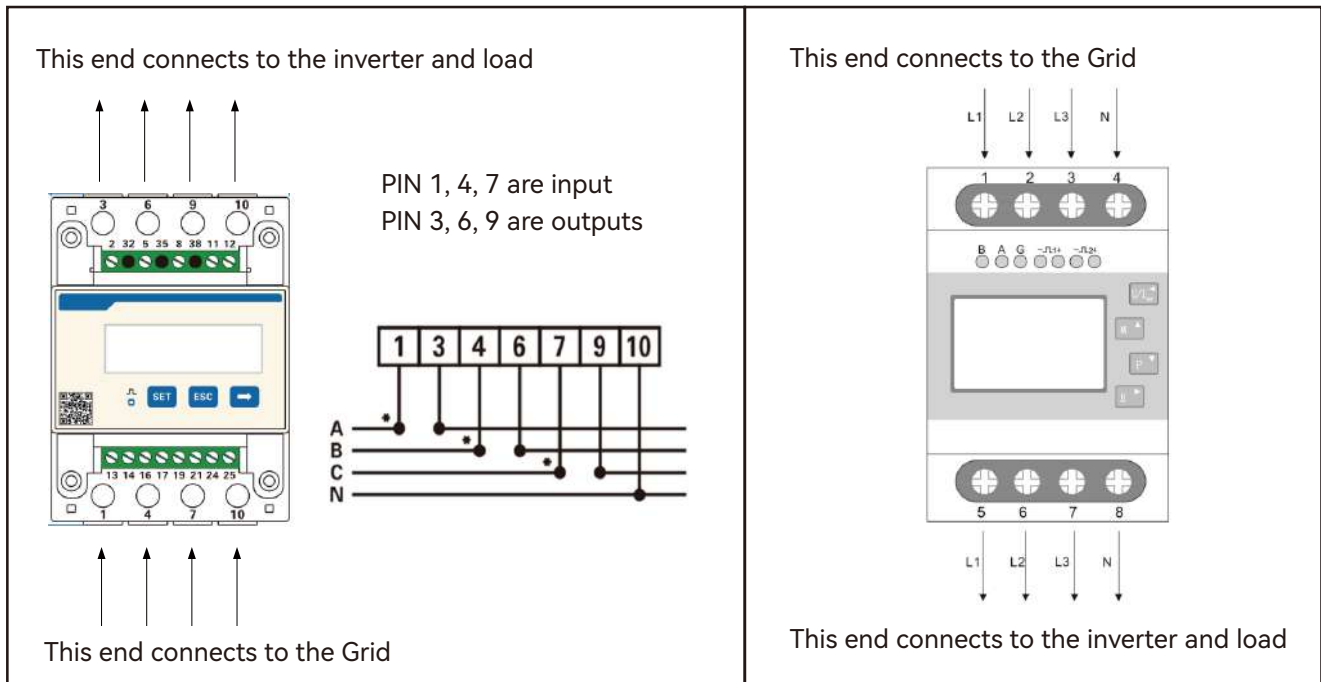 This end connects to the inverter and load
3 6 9 10
2 32 5 35 8 38 11 12
SET ESC
13 14 16 17 19 21 24 25
1 4 7 10
This end connects to the Grid
PIN 1, 4, 7 are input
PIN 3, 6, 9 are outputs
1 3 4 6 7 9 10
A *
B *
C *
N
This end connects to the Grid
L1 L2 L3 N
1 2 3 4
B A G
P
5 6 7 8
L1 L2 L3 N
This end connects to the inverter and load